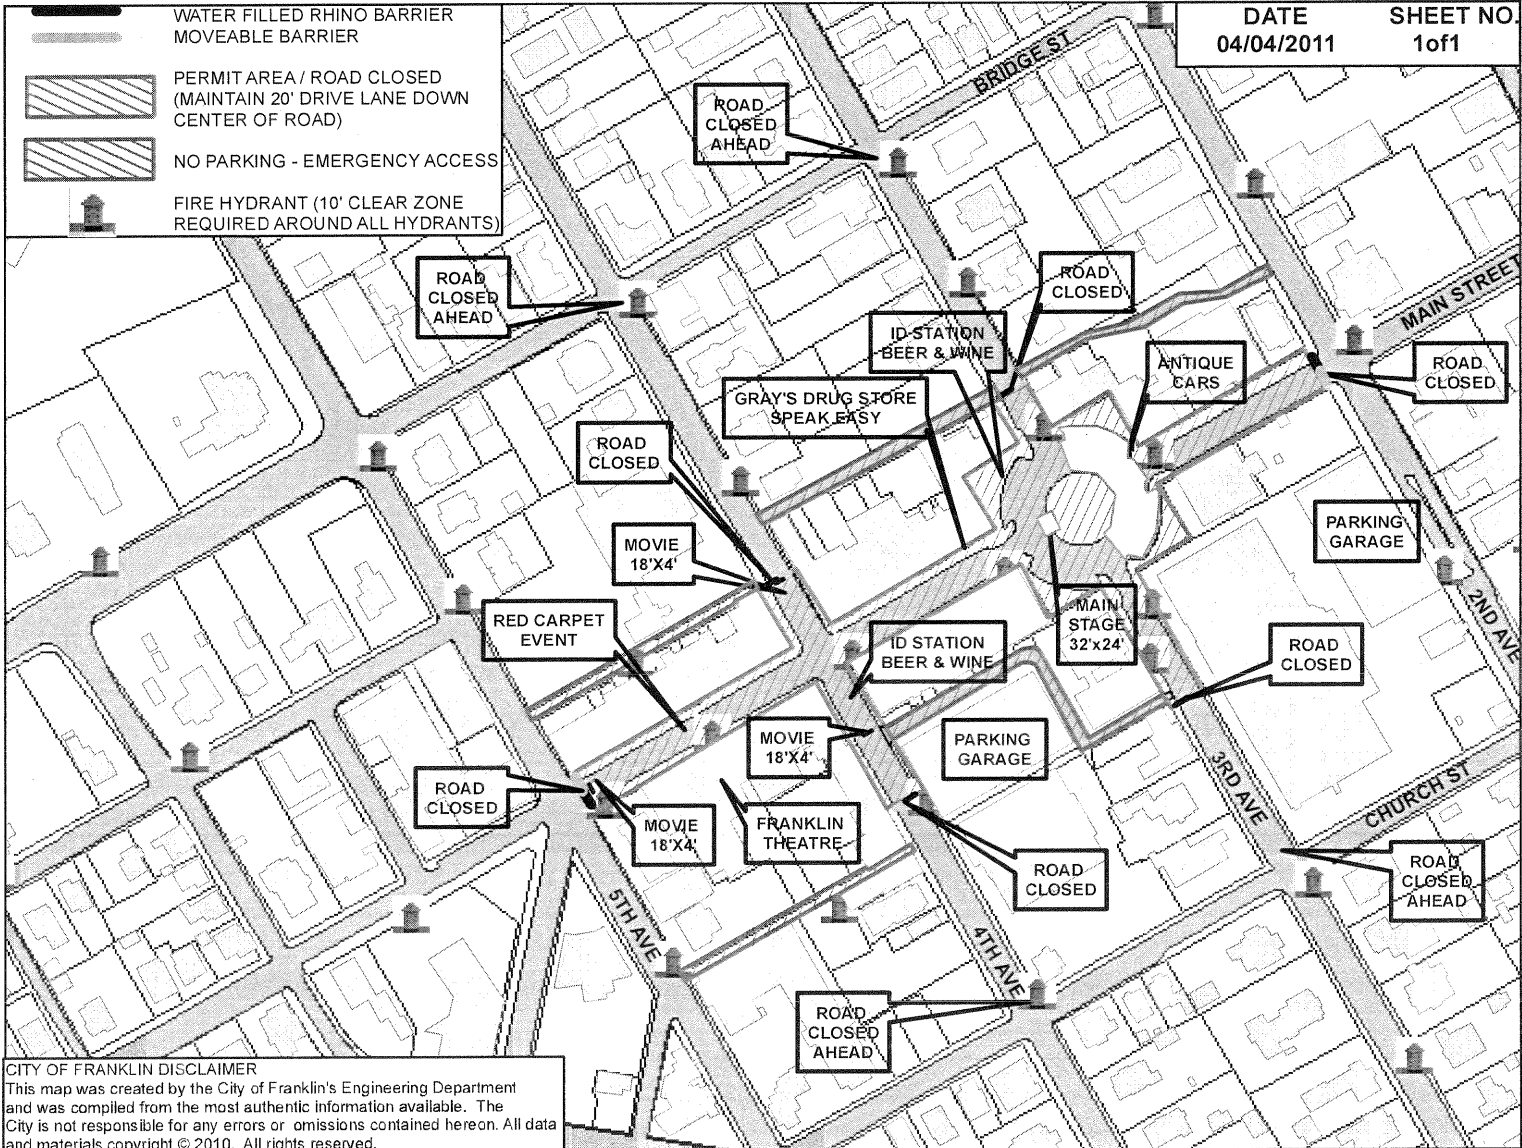 WATER FILLED RHINO BARRIER
MOVEABLE BARRIER
PERMIT AREA / ROAD CLOSED
(MAINTAIN 20' DRIVE LANE DOWN
CENTER OF ROAD)
NO PARKING - EMERGENCY ACCESS
FIRE HYDRANT (10' CLEAR ZONE
REQUIRED AROUND ALL HYDRANTS)
DATE
04/04/2011
SHEET NO.
1of1
BRIDGE ST
ROAD
CLOSED
AHEAD
MAIN STREET
ROAD
CLOSED
AHEAD
ROAD
CLOSED
ID STATION
BEER & WINE
ANTIQUE
CARS
ROAD
CLOSED
GRAY'S DRUG STORE
SPEAK EASY
ROAD
CLOSED
PARKING
GARAGE
MOVIE
18'X4'
2ND AVE
RED CARPET
EVENT
MAIN
STAGE
32'x24'
ID STATION
BEER & WINE
ROAD
CLOSED
MOVIE
18'X4'
PARKING
GARAGE
3RD AVE
CHURCH ST
ROAD
CLOSED
MOVIE
18'X4'
FRANKLIN
THEATRE
ROAD
CLOSED
ROAD
CLOSED
AHEAD
5TH AVE
4TH AVE
ROAD
CLOSED
AHEAD
CITY OF FRANKLIN DISCLAIMER
This map was created by the City of Franklin's Engineering Department
and was compiled from the most authentic information available. The
City is not responsible for any errors or omissions contained hereon. All data
and materials copyright © 2010. All rights reserved.